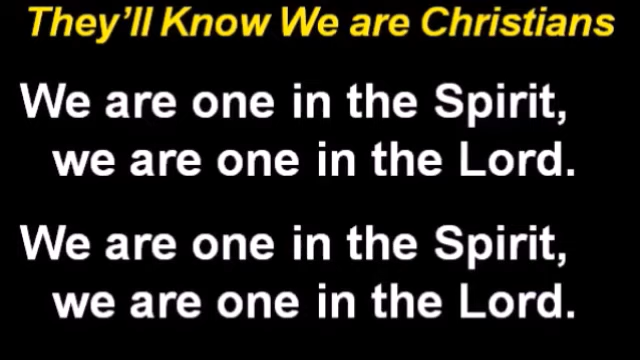 They'll Know We are Christians
We are one in the Spirit,
we are one in the Lord.
We are one in the Spirit,
we are one in the Lord.